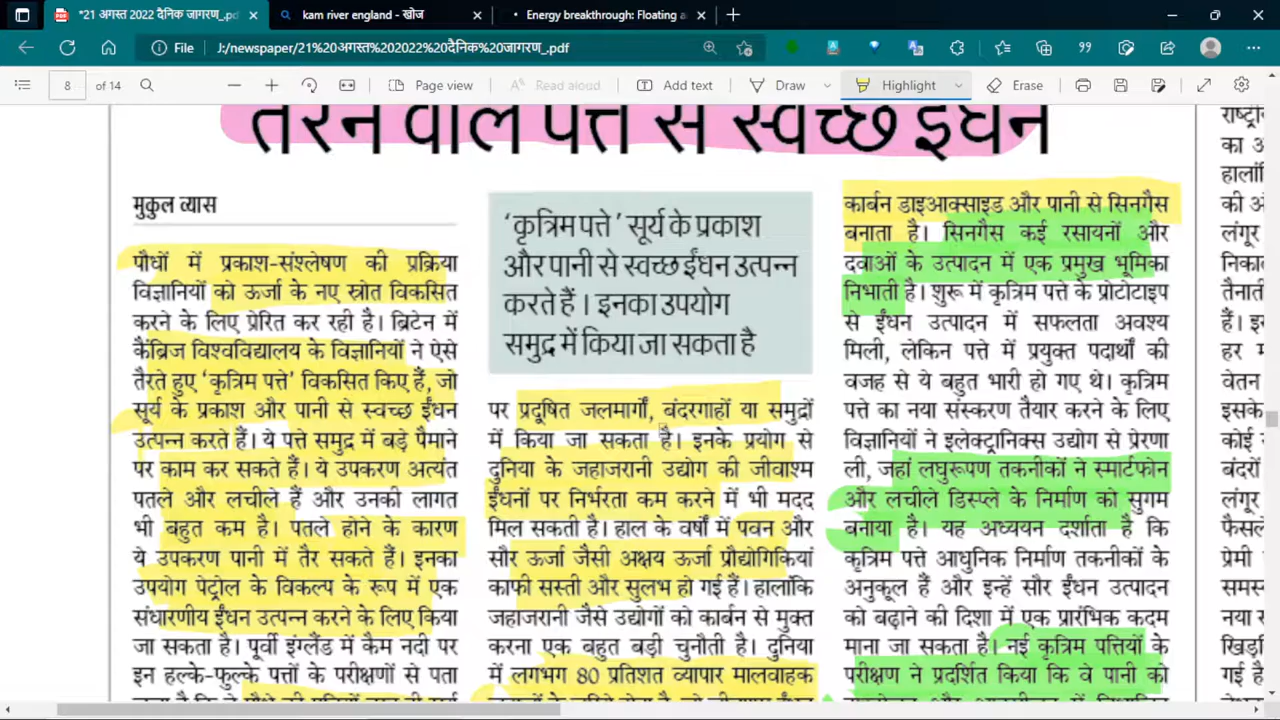 *21 अगस्त 2022 दैनिक जागरण_.pdf
kam river england - खोज
Energy breakthrough: Floating a
File
J:/newspaper/21%20अगस्त%202022%20दैनिक%20जागरण_.pdf
8 of 14
Page view
Read aloud
Add text
Draw
Highlight
Erase
तैरने वाले पत्ते से स्वच्छ ईंधन
मुकुल व्यास
पौधों में प्रकाश-संश्लेषण की प्रक्रिया
विज्ञानियों को ऊर्जा के नए स्रोत विकसित
करने के लिए प्रेरित कर रही है। ब्रिटेन में
कैंब्रिज विश्वविद्यालय के विज्ञानियों ने ऐसे
तैरते हुए ‘कृत्रिम पत्ते’ विकसित किए हैं, जो
सूर्य के प्रकाश और पानी से स्वच्छ ईंधन
उत्पन्न करते हैं। ये पत्ते समुद्र में बड़े पैमाने
पर काम कर सकते हैं। ये उपकरण अत्यंत
पतले और लचीले हैं और उनकी लागत
भी बहुत कम है। पतले होने के कारण
ये उपकरण पानी में तैर सकते हैं। इनका
उपयोग पेट्रोल के विकल्प के रूप में एक
संधारणीय ईंधन उत्पन्न करने के लिए किया
जा सकता है। पूर्वी इंग्लैंड में कैम नदी पर
इन हल्के-फुल्के पत्तों के परीक्षणों से पता
‘कृत्रिम पत्ते’ सूर्य के प्रकाश
और पानी से स्वच्छ ईंधन उत्पन्न
करते हैं। इनका उपयोग
समुद्र में किया जा सकता है
पर प्रदूषित जलमार्गों, बंदरगाहों या समुद्रों
में किया जा सकता है। इनके प्रयोग से
दुनिया के जहाजरानी उद्योग की जीवाश्म
ईंधनों पर निर्भरता कम करने में भी मदद
मिल सकती है। हाल के वर्षों में पवन और
सौर ऊर्जा जैसी अक्षय ऊर्जा प्रौद्योगिकियां
काफी सस्ती और सुलभ हो गई हैं। हालांकि
जहाजरानी जैसे उद्योगों को कार्बन से मुक्त
करना एक बहुत बड़ी चुनौती है। दुनिया
में लगभग 80 प्रतिशत व्यापार मालवाहक
कार्बन डाइआक्साइड और पानी से सिनगैस
बनाता है। सिनगैस कई रसायनों और
दवाओं के उत्पादन में एक प्रमुख भूमिका
निभाती है। शुरू में कृत्रिम पत्ते के प्रोटोटाइप
से ईंधन उत्पादन में सफलता अवश्य
मिली, लेकिन पत्ते में प्रयुक्त पदार्थों की
वजह से ये बहुत भारी हो गए थे। कृत्रिम
पत्ते का नया संस्करण तैयार करने के लिए
विज्ञानियों ने इलेक्ट्रानिक्स उद्योग से प्रेरणा
ली, जहां लघुरूपण तकनीकों ने स्मार्टफोन
और लचीले डिस्प्ले के निर्माण को सुगम
बनाया है। यह अध्ययन दर्शाता है कि
कृत्रिम पत्ते आधुनिक निर्माण तकनीकों के
अनुकूल हैं और इन्हें सौर ईंधन उत्पादन
को बढ़ाने की दिशा में एक प्रारंभिक कदम
माना जा सकता है। नई कृत्रिम पत्तियों के
परीक्षण ने प्रदर्शित किया कि वे पानी को
राष्ट्री
का अ
हालां
की उ
लंगूर
निका
तैनाती
हैं। इ
हर म
वेतन
इसके
कोई
बंदरों
लंगूर
फैसले
प्रेमी
समस्
नया
खिड़
गई है